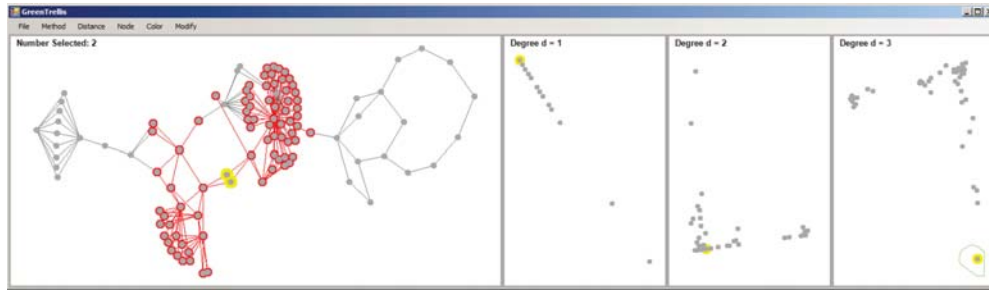 GreenTrellis
File Method Distance Node Color Modify
Number Selected: 2
Degree d = 1
Degree d = 2
Degree d = 3